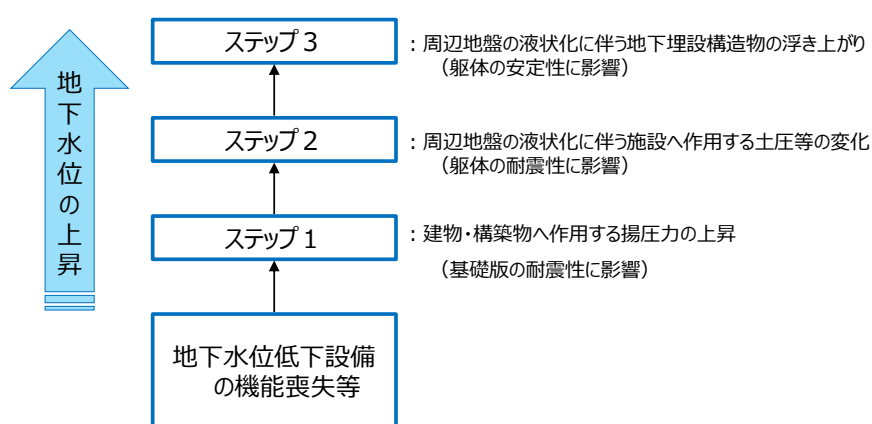 地下水位の上昇
ステップ3
：周辺地盤の液状化に伴う地下埋設構造物の浮き上がり
（躯体の安定性に影響）
ステップ2
：周辺地盤の液状化に伴う施設へ作用する土圧等の変化
（躯体の耐震性に影響）
ステップ1
：建物・構築物へ作用する揚圧力の上昇
（基礎版の耐震性に影響）
地下水位低下設備
の機能喪失等